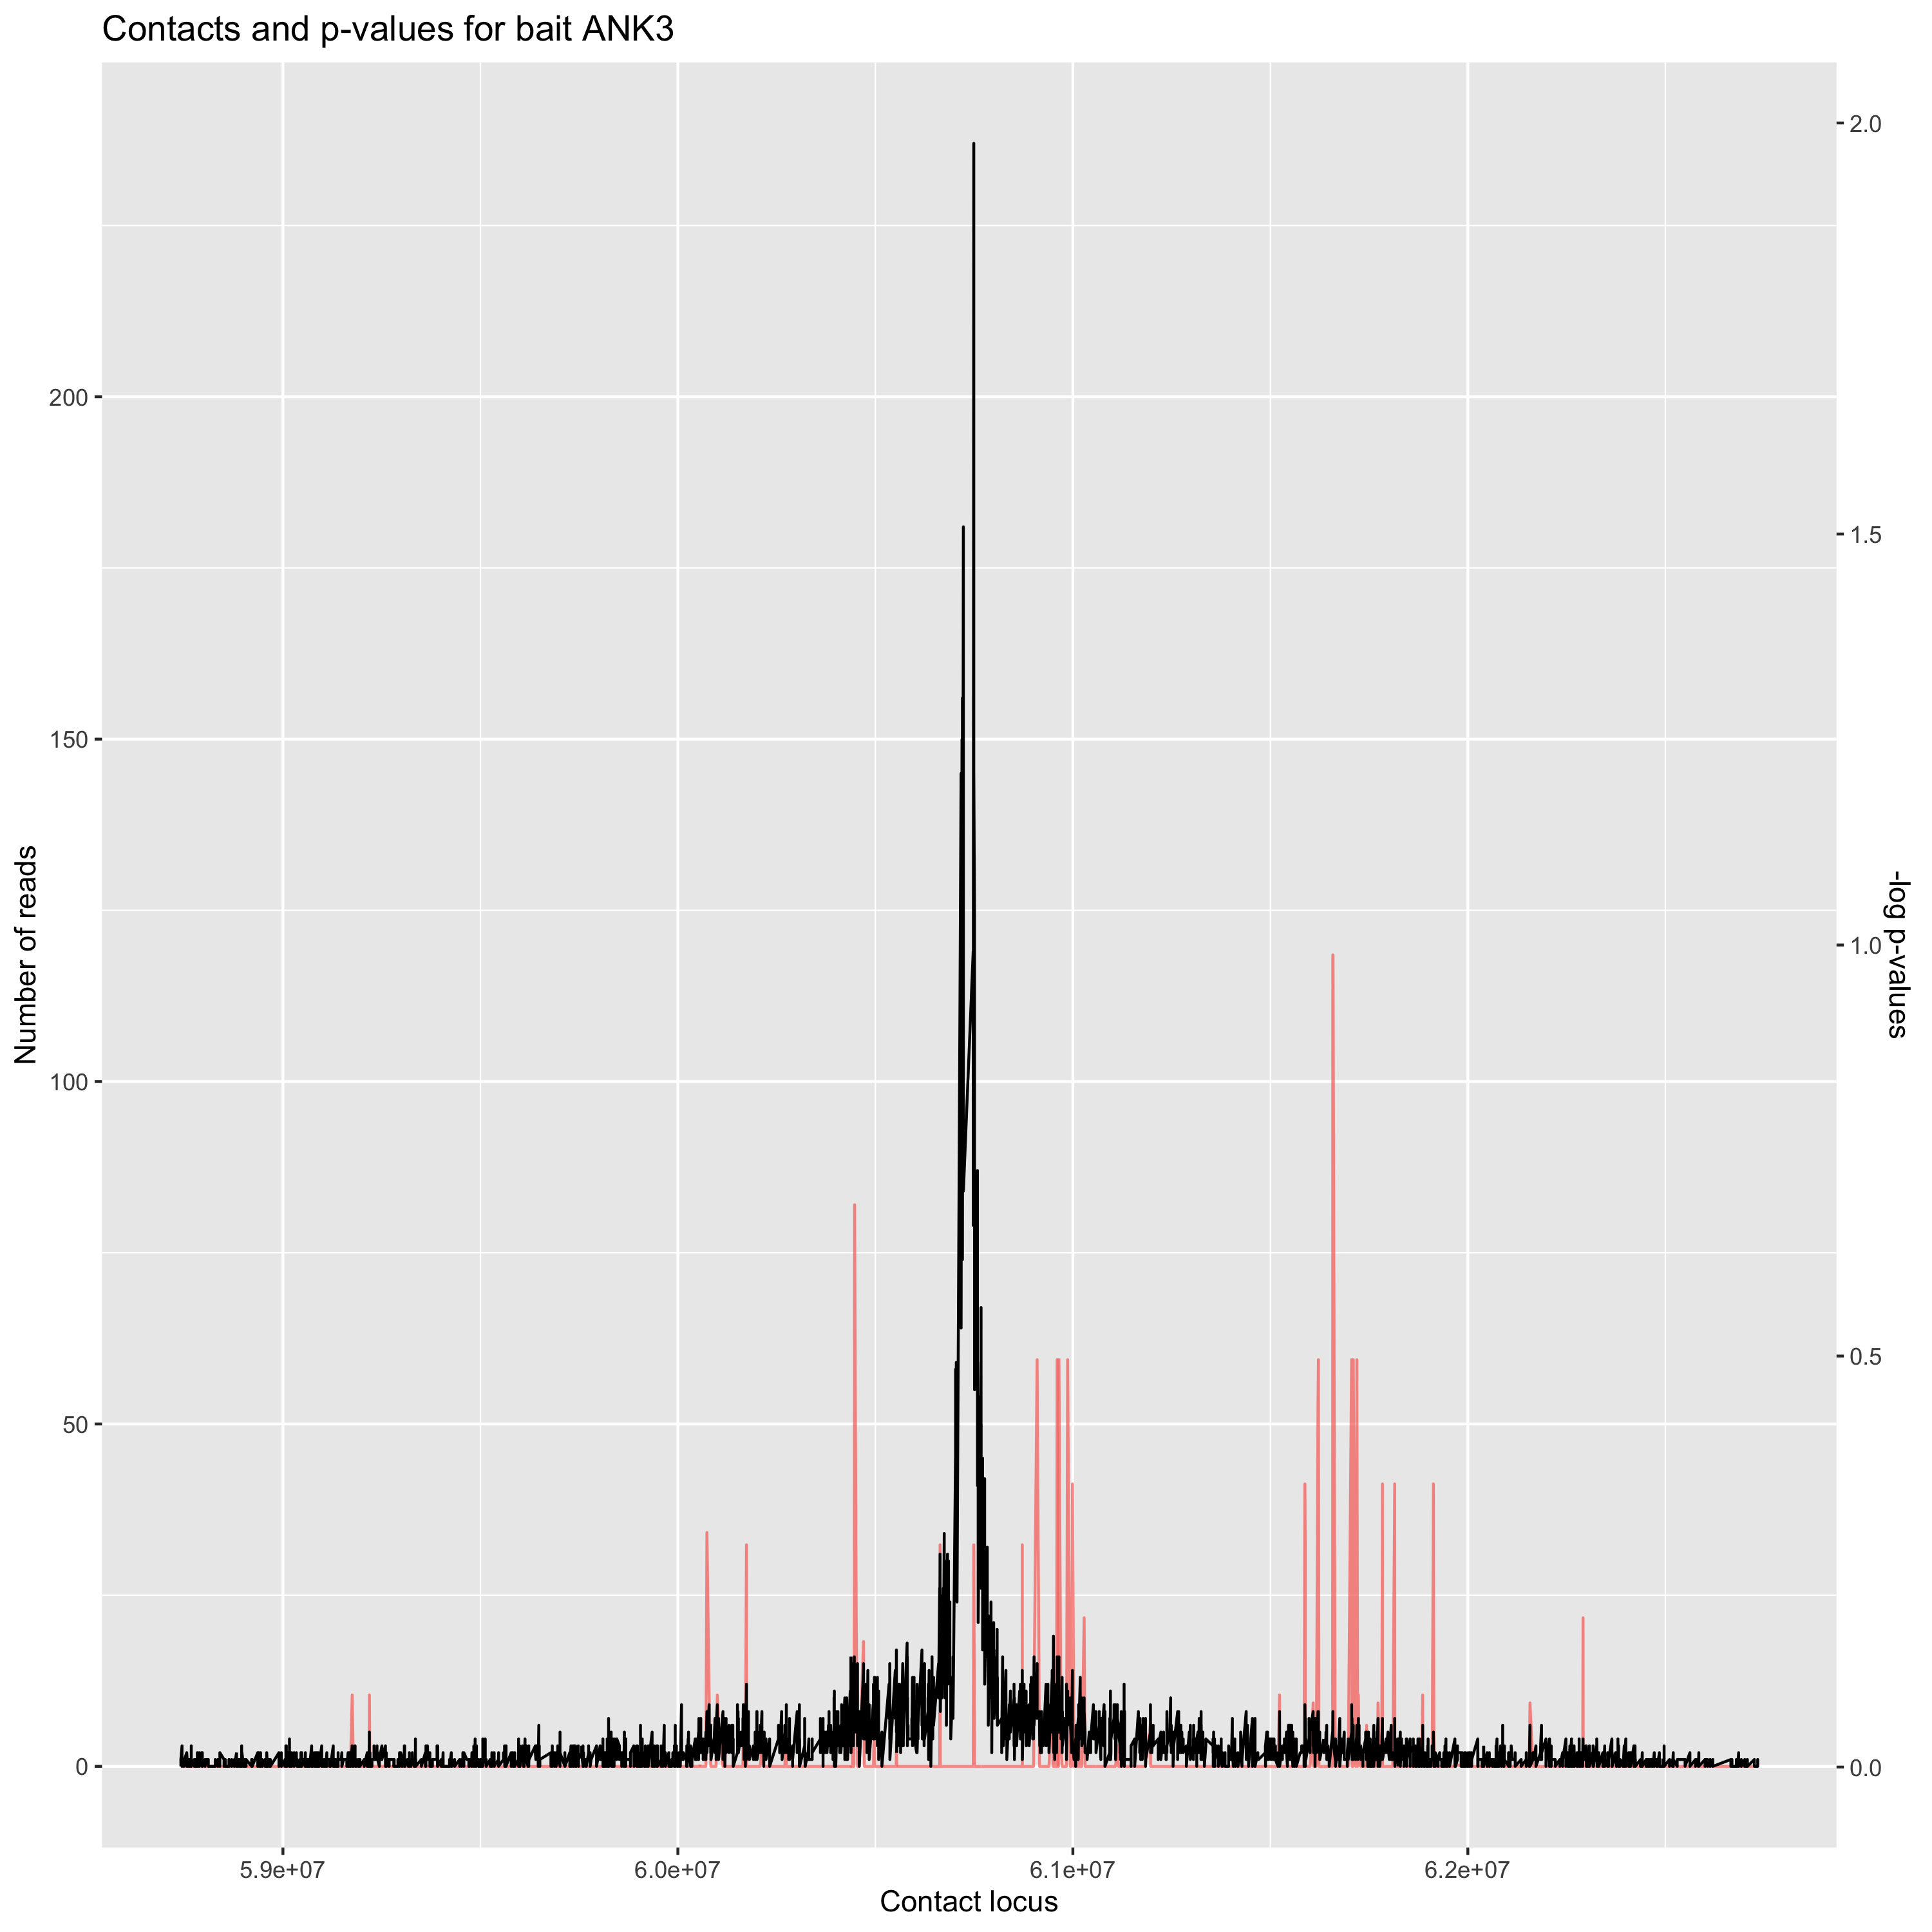 Contacts and p-values for bait ANK3
Number of reads
200
150
100
50
0
2.0
1.5
1.0
0.5
0.0
-log p-values
5.9e+07
6.0e+07
6.1e+07
6.2e+07
Contact locus